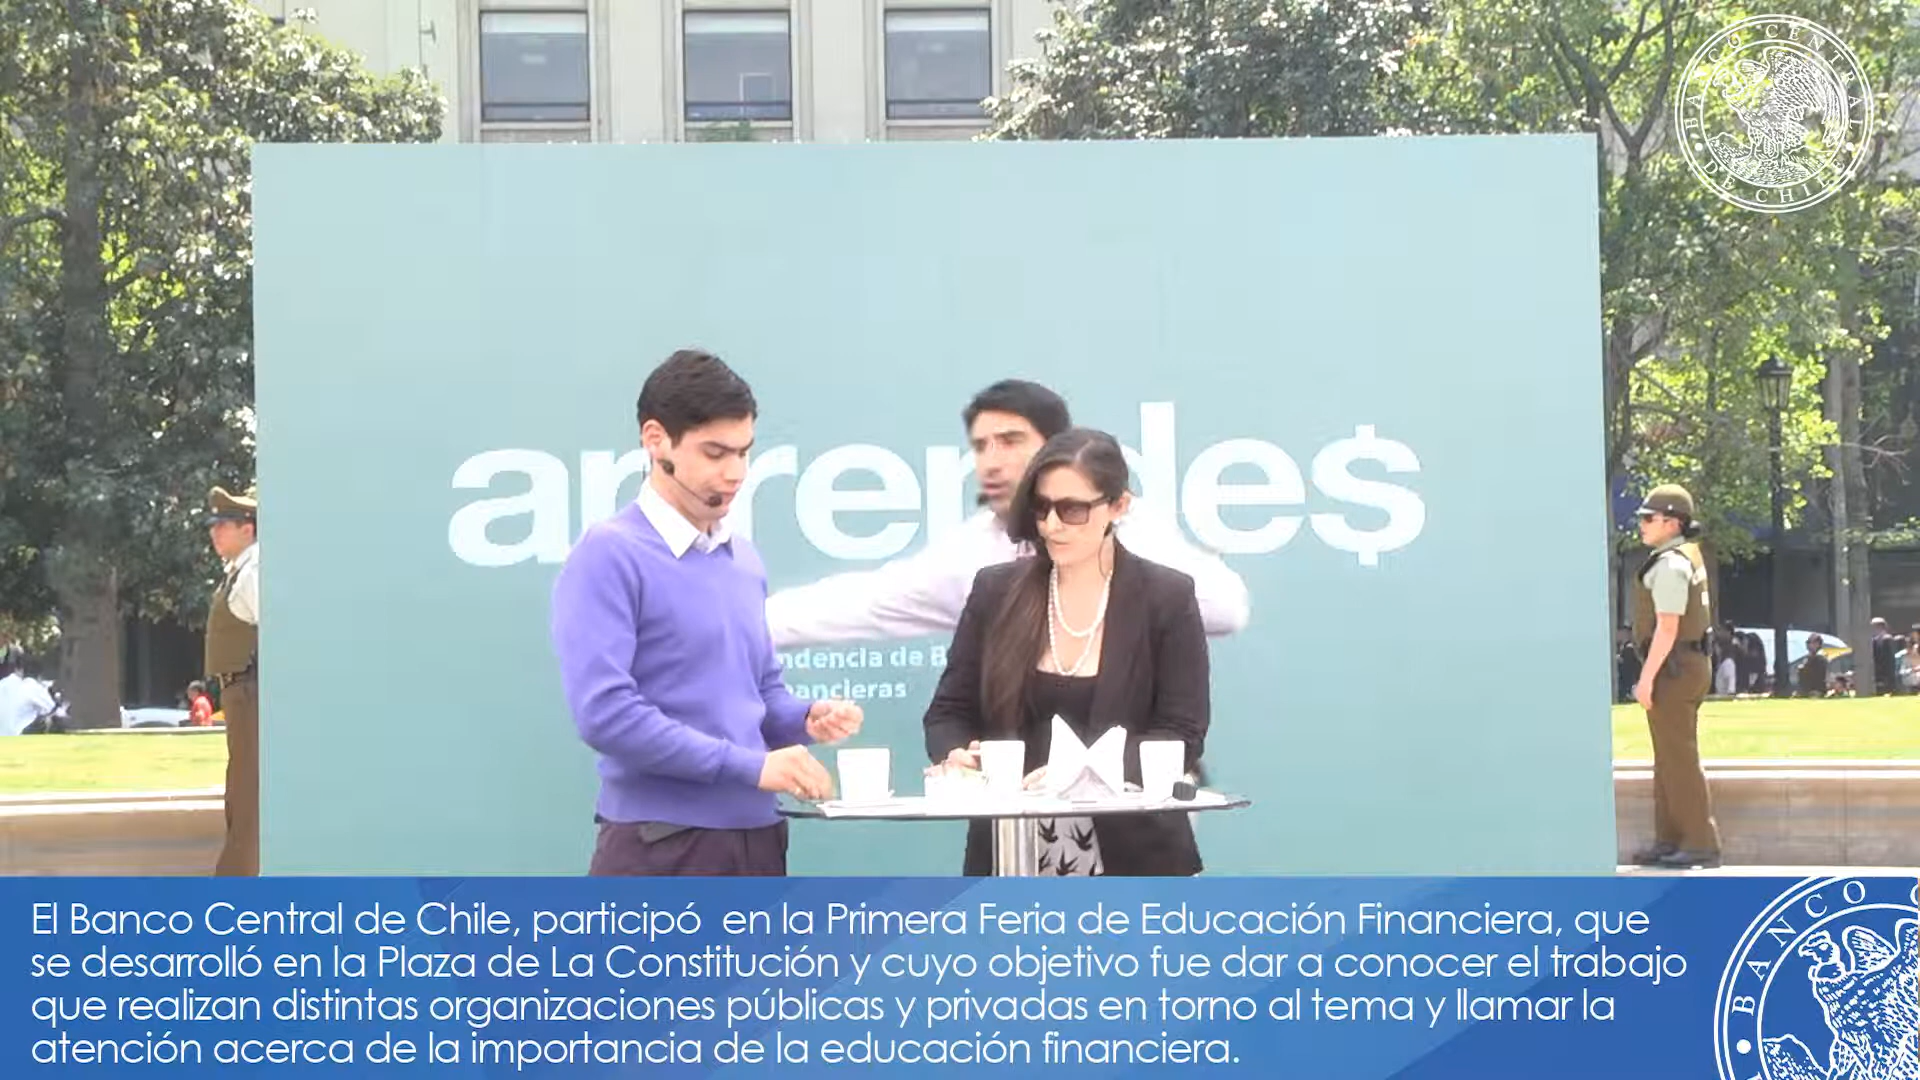 BANCO CENTRAL DE CHILE
de$
ndencia de B
ancieras
El Banco Central de Chile, participó en la Primera Feria de Educación Financiera, que
se desarrolló en la Plaza de La Constitución y cuyo objetivo fue dar a conocer el trabajo
que realizan distintas organizaciones públicas y privadas en torno al tema y llamar la
atención acerca de la importancia de la educación financiera.
BANCO